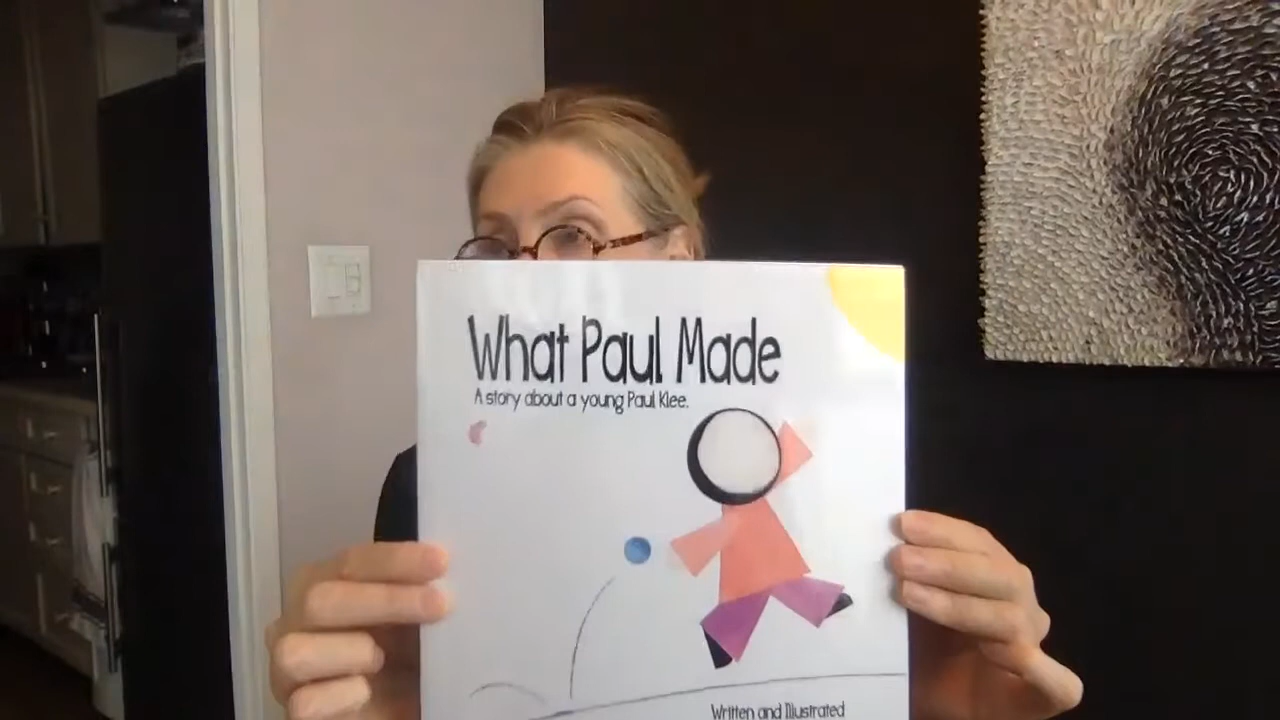 What Paul Made
A story about a young Paul Klee.
Written and Illustrated